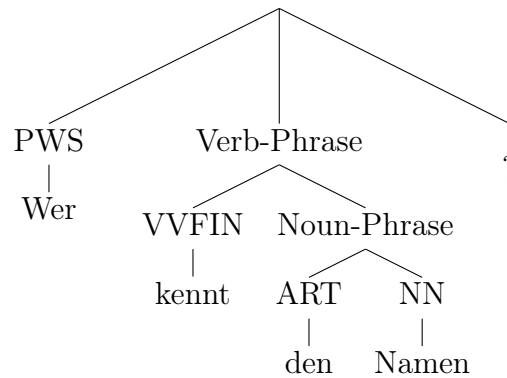 PWS Verb-Phrase
Wer
VVFIN Noun-Phrase
kennt ART NN
den Namen